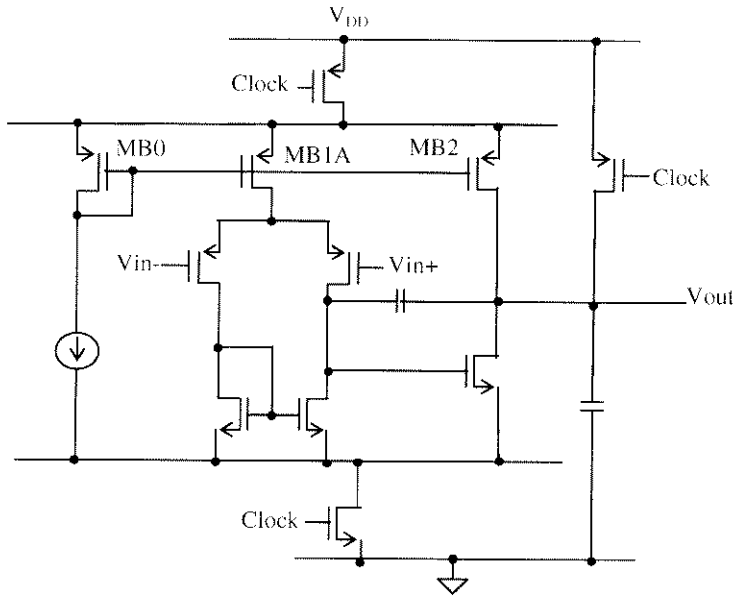 V_DD
Clock
MB0
MB1A
MB2
Clock
Vin-
Vin+
Vout
Clock